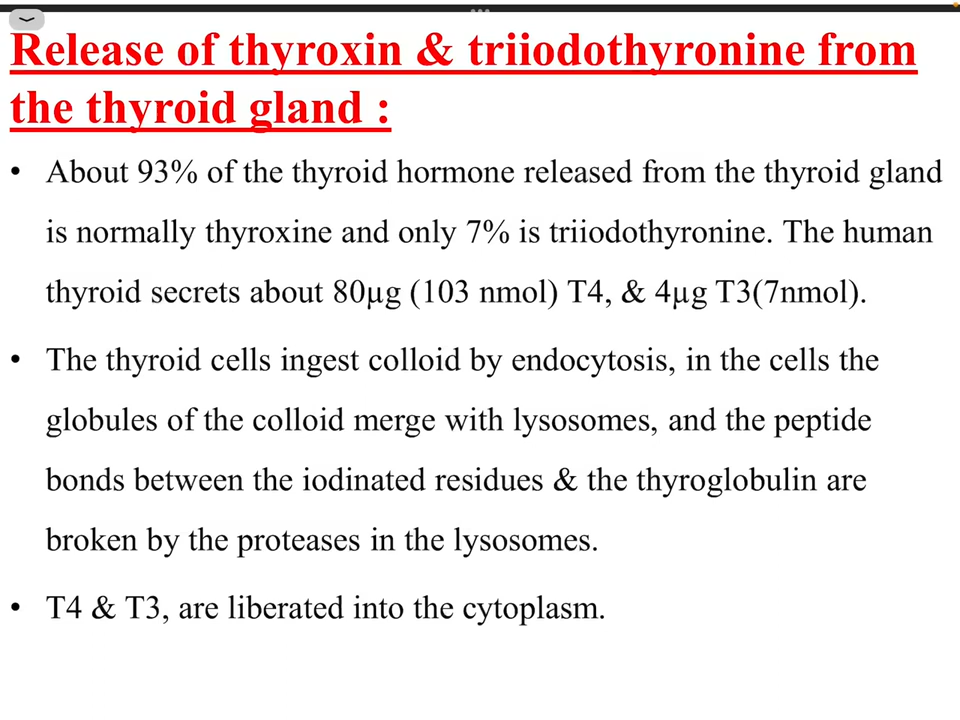 Release of thyroxin & triiodothyronine from
the thyroid gland :
• About 93% of the thyroid hormone released from the thyroid gland
is normally thyroxine and only 7% is triiodothyronine. The human
thyroid secrets about 80µg (103 nmol) T4, & 4µg T3(7nmol).
• The thyroid cells ingest colloid by endocytosis, in the cells the
globules of the colloid merge with lysosomes, and the peptide
bonds between the iodinated residues & the thyroglobulin are
broken by the proteases in the lysosomes.
• T4 & T3, are liberated into the cytoplasm.